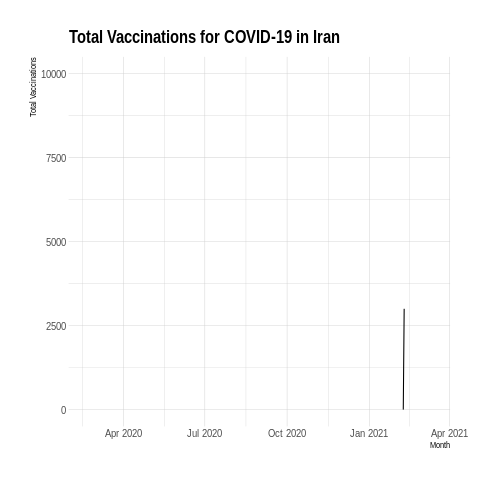 Total Vaccinations for COVID-19 in Iran
Total Vaccinations
10000
7500
5000
2500
0
Apr 2020 Jul 2020 Oct 2020 Jan 2021 Apr 2021
Month